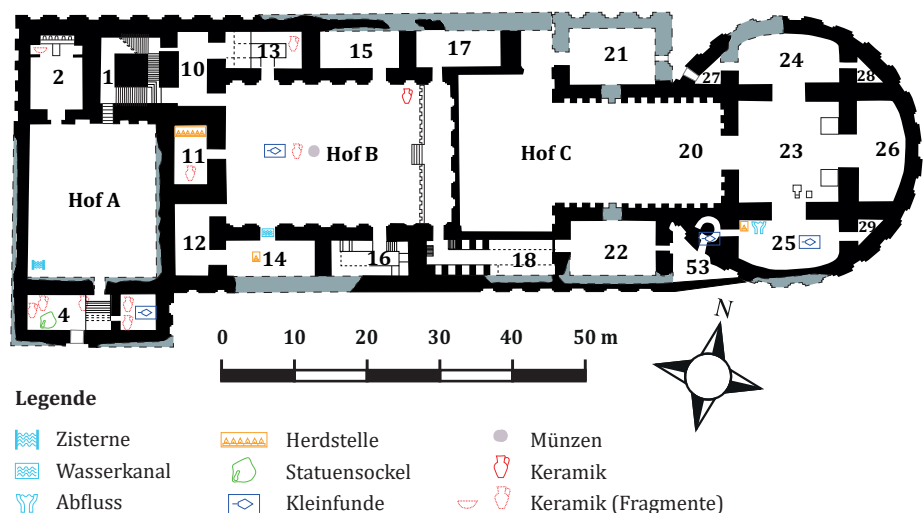 13 15 17 21 24
2 1 10 27 28
11 Hof B Hof C 20 23 26
Hof A
12 14 16 18 22 53 25 29
4
N
0 10 20 30 40 50 m
Legende
Zisterne Herdstelle Münzen
Wasserkanal Statuensockel Keramik
Abfluss Kleinfunde Keramik (Fragmente)